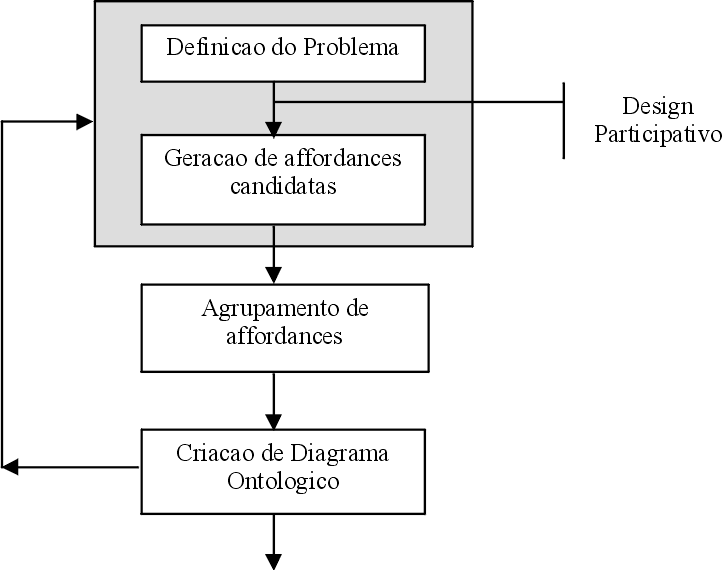 Definicao do Problema
Design
Participativo
Geracao de affordances
candidatas
Agrupamento de
affordances
Criacao de Diagrama
Ontologico